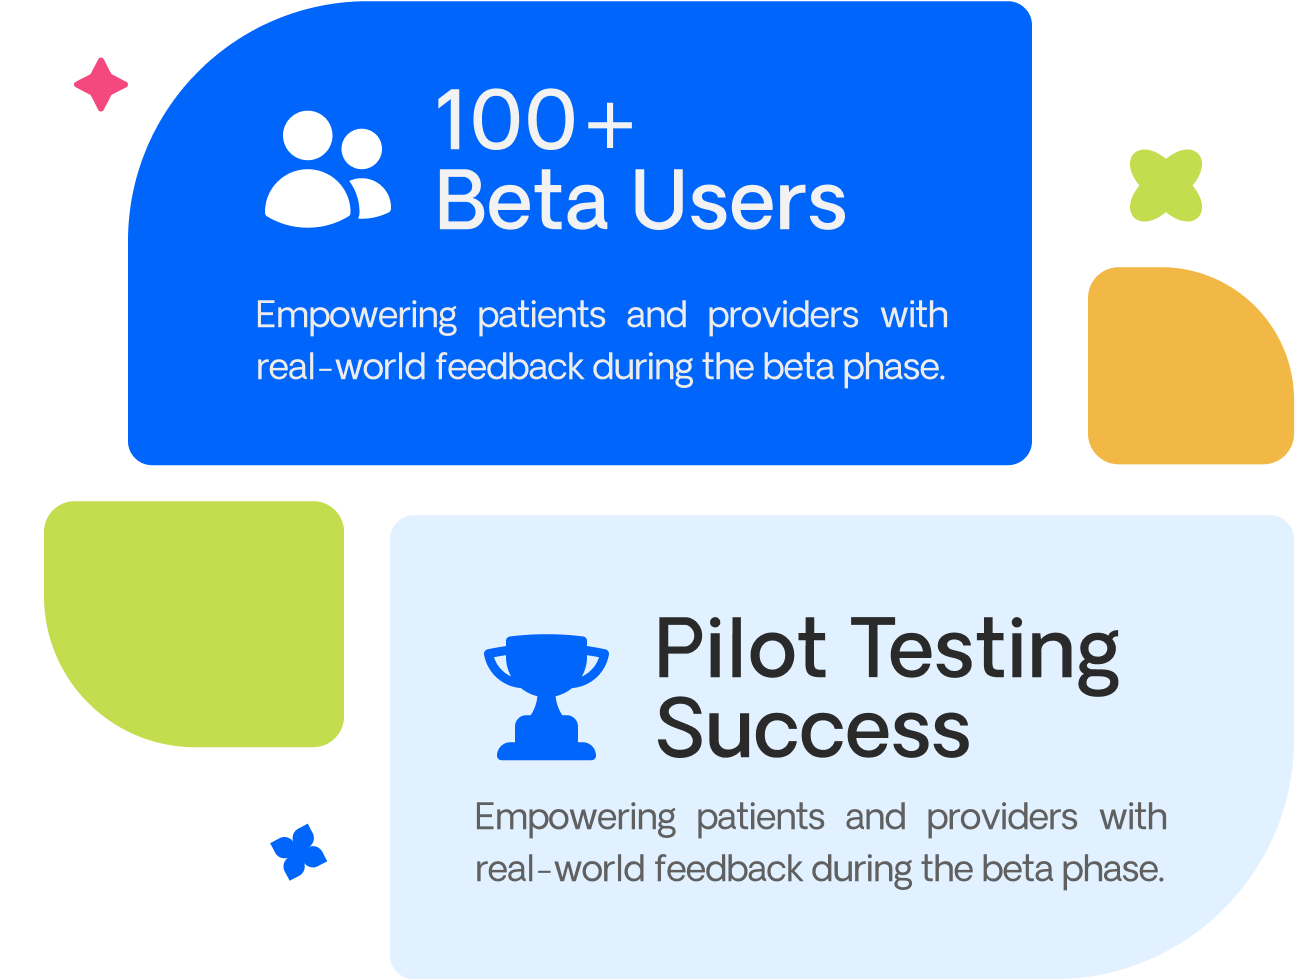 100+
Beta Users
Empowering patients and providers with
real-world feedback during the beta phase.
Pilot Testing
Success
Empowering patients and providers with
real-world feedback during the beta phase.